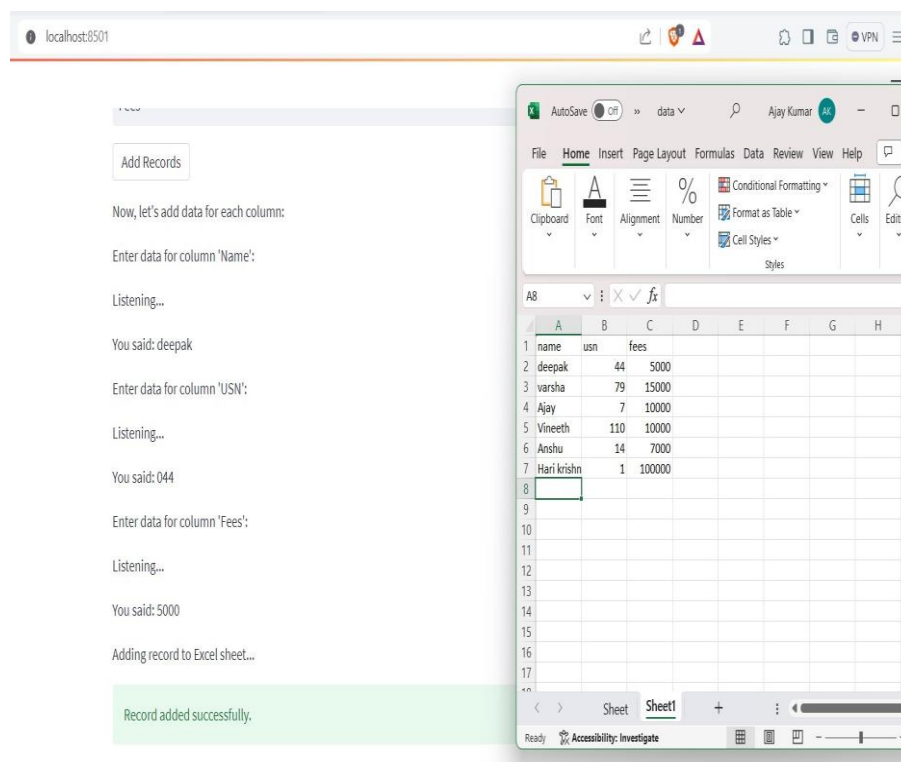 localhost:8501
VPN
Fees
Add Records
Now, let's add data for each column:
Enter data for column 'Name':
Listening...
You said: deepak
Enter data for column 'USN':
Listening...
You said: 044
Enter data for column 'Fees':
Listening...
You said: 5000
Adding record to Excel sheet...
Record added successfully.
AutoSave Off » data Ajay Kumar AK
File Home Insert Page Layout Formulas Data Review View Help
Clipboard Font Alignment Number
Conditional Formatting
Format as Table
Cell Styles
Styles
Cells
A8 fx
A B C D E F G H
1 name usn fees
2 deepak 44 5000
3 varsha 79 15000
4 Ajay 7 10000
5 Vineeth 110 10000
6 Anshu 14 7000
7 Hari krishn 1 100000
8
9
10
11
12
13
14
15
16
17
Sheet Sheet1 +
Ready Accessibility: Investigate